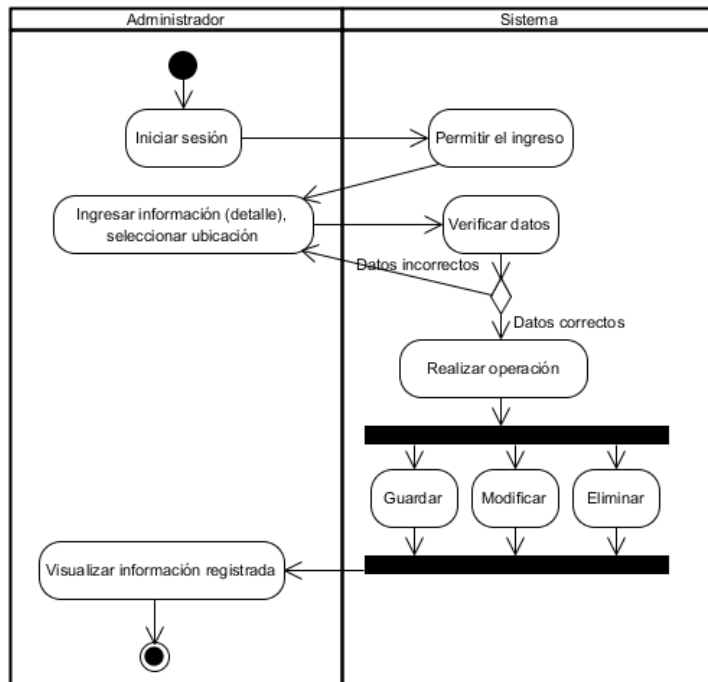 Administrador
Sistema
Iniciar sesión
Permitir el ingreso
Ingresar información (detalle),
seleccionar ubicación
Verificar datos
Datos incorrectos
Datos correctos
Realizar operación
Guardar
Modificar
Eliminar
Visualizar información registrada